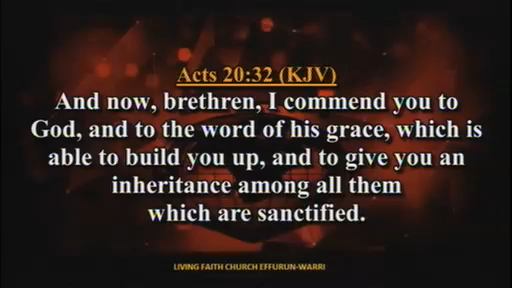 Acts 20:32 (KJV)
And now, brethren, I commend you to
God, and to the word of his grace, which is
able to build you up, and to give you an
inheritance among all them
which are sanctified.
LIVING FAITH CHURCH EFFURUN-WARRI